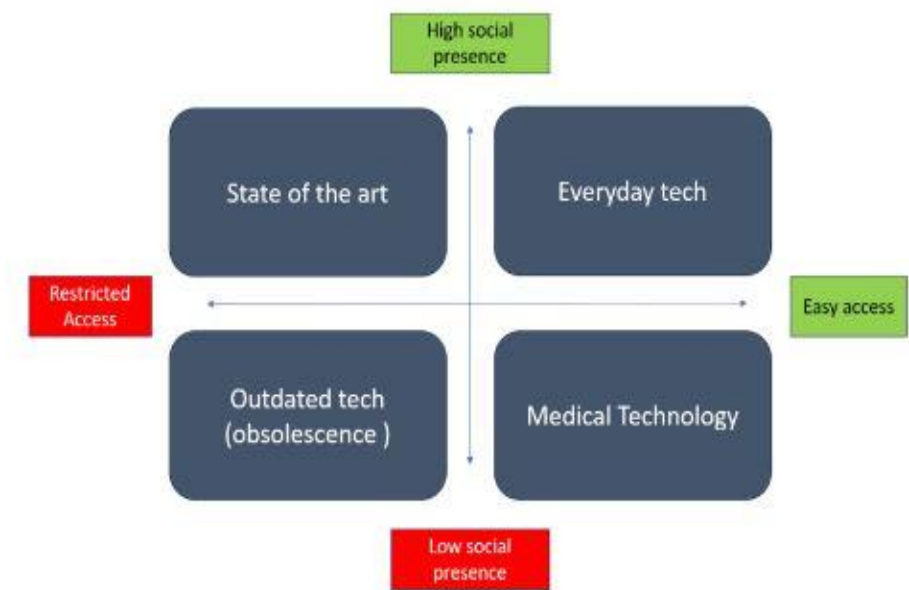 High social
presence
State of the art
Everyday tech
Restricted
Access
Easy access
Outdated tech
(obsolescence )
Medical Technology
Low social
presence